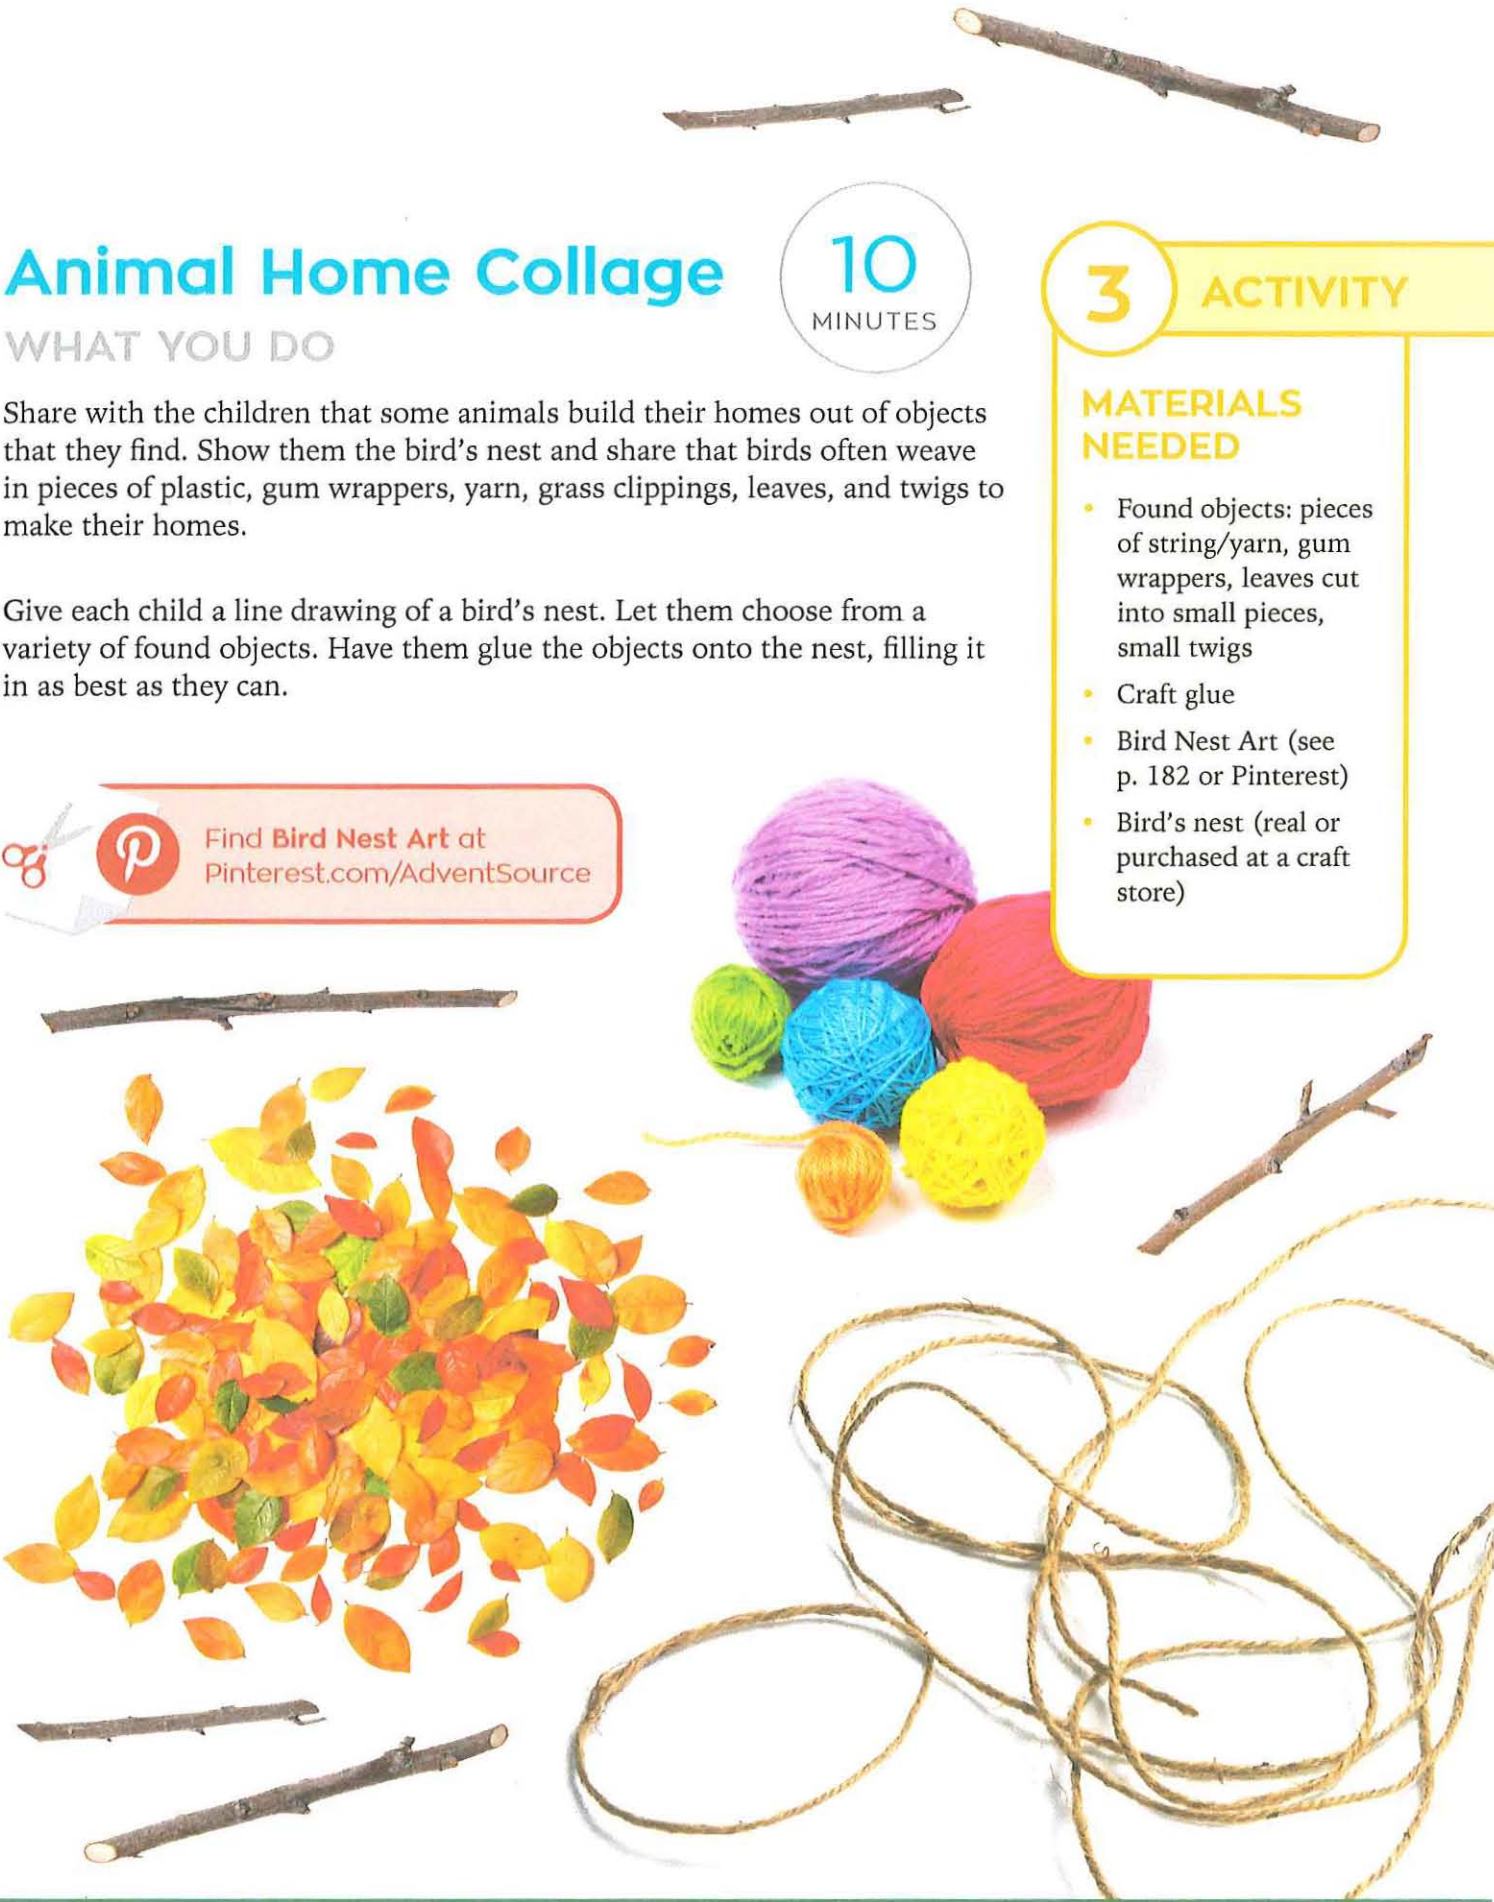 Animal Home Collage
10
MINUTES
WHAT YOU DO
Share with the children that some animals build their homes out of objects
that they find. Show them the bird's nest and share that birds often weave
in pieces of plastic, gum wrappers, yarn, grass clippings, leaves, and twigs to
make their homes.
Give each child a line drawing of a bird's nest. Let them choose from a
variety of found objects. Have them glue the objects onto the nest, filling it
in as best as they can.
Find Bird Nest Art at
Pinterest.com/AdventSource
3
ACTIVITY
MATERIALS
NEEDED
• Found objects: pieces
of string/yarn, gum
wrappers, leaves cut
into small pieces,
small twigs
• Craft glue
• Bird Nest Art (see
p. 182 or Pinterest)
• Bird's nest (real or
purchased at a craft
store)